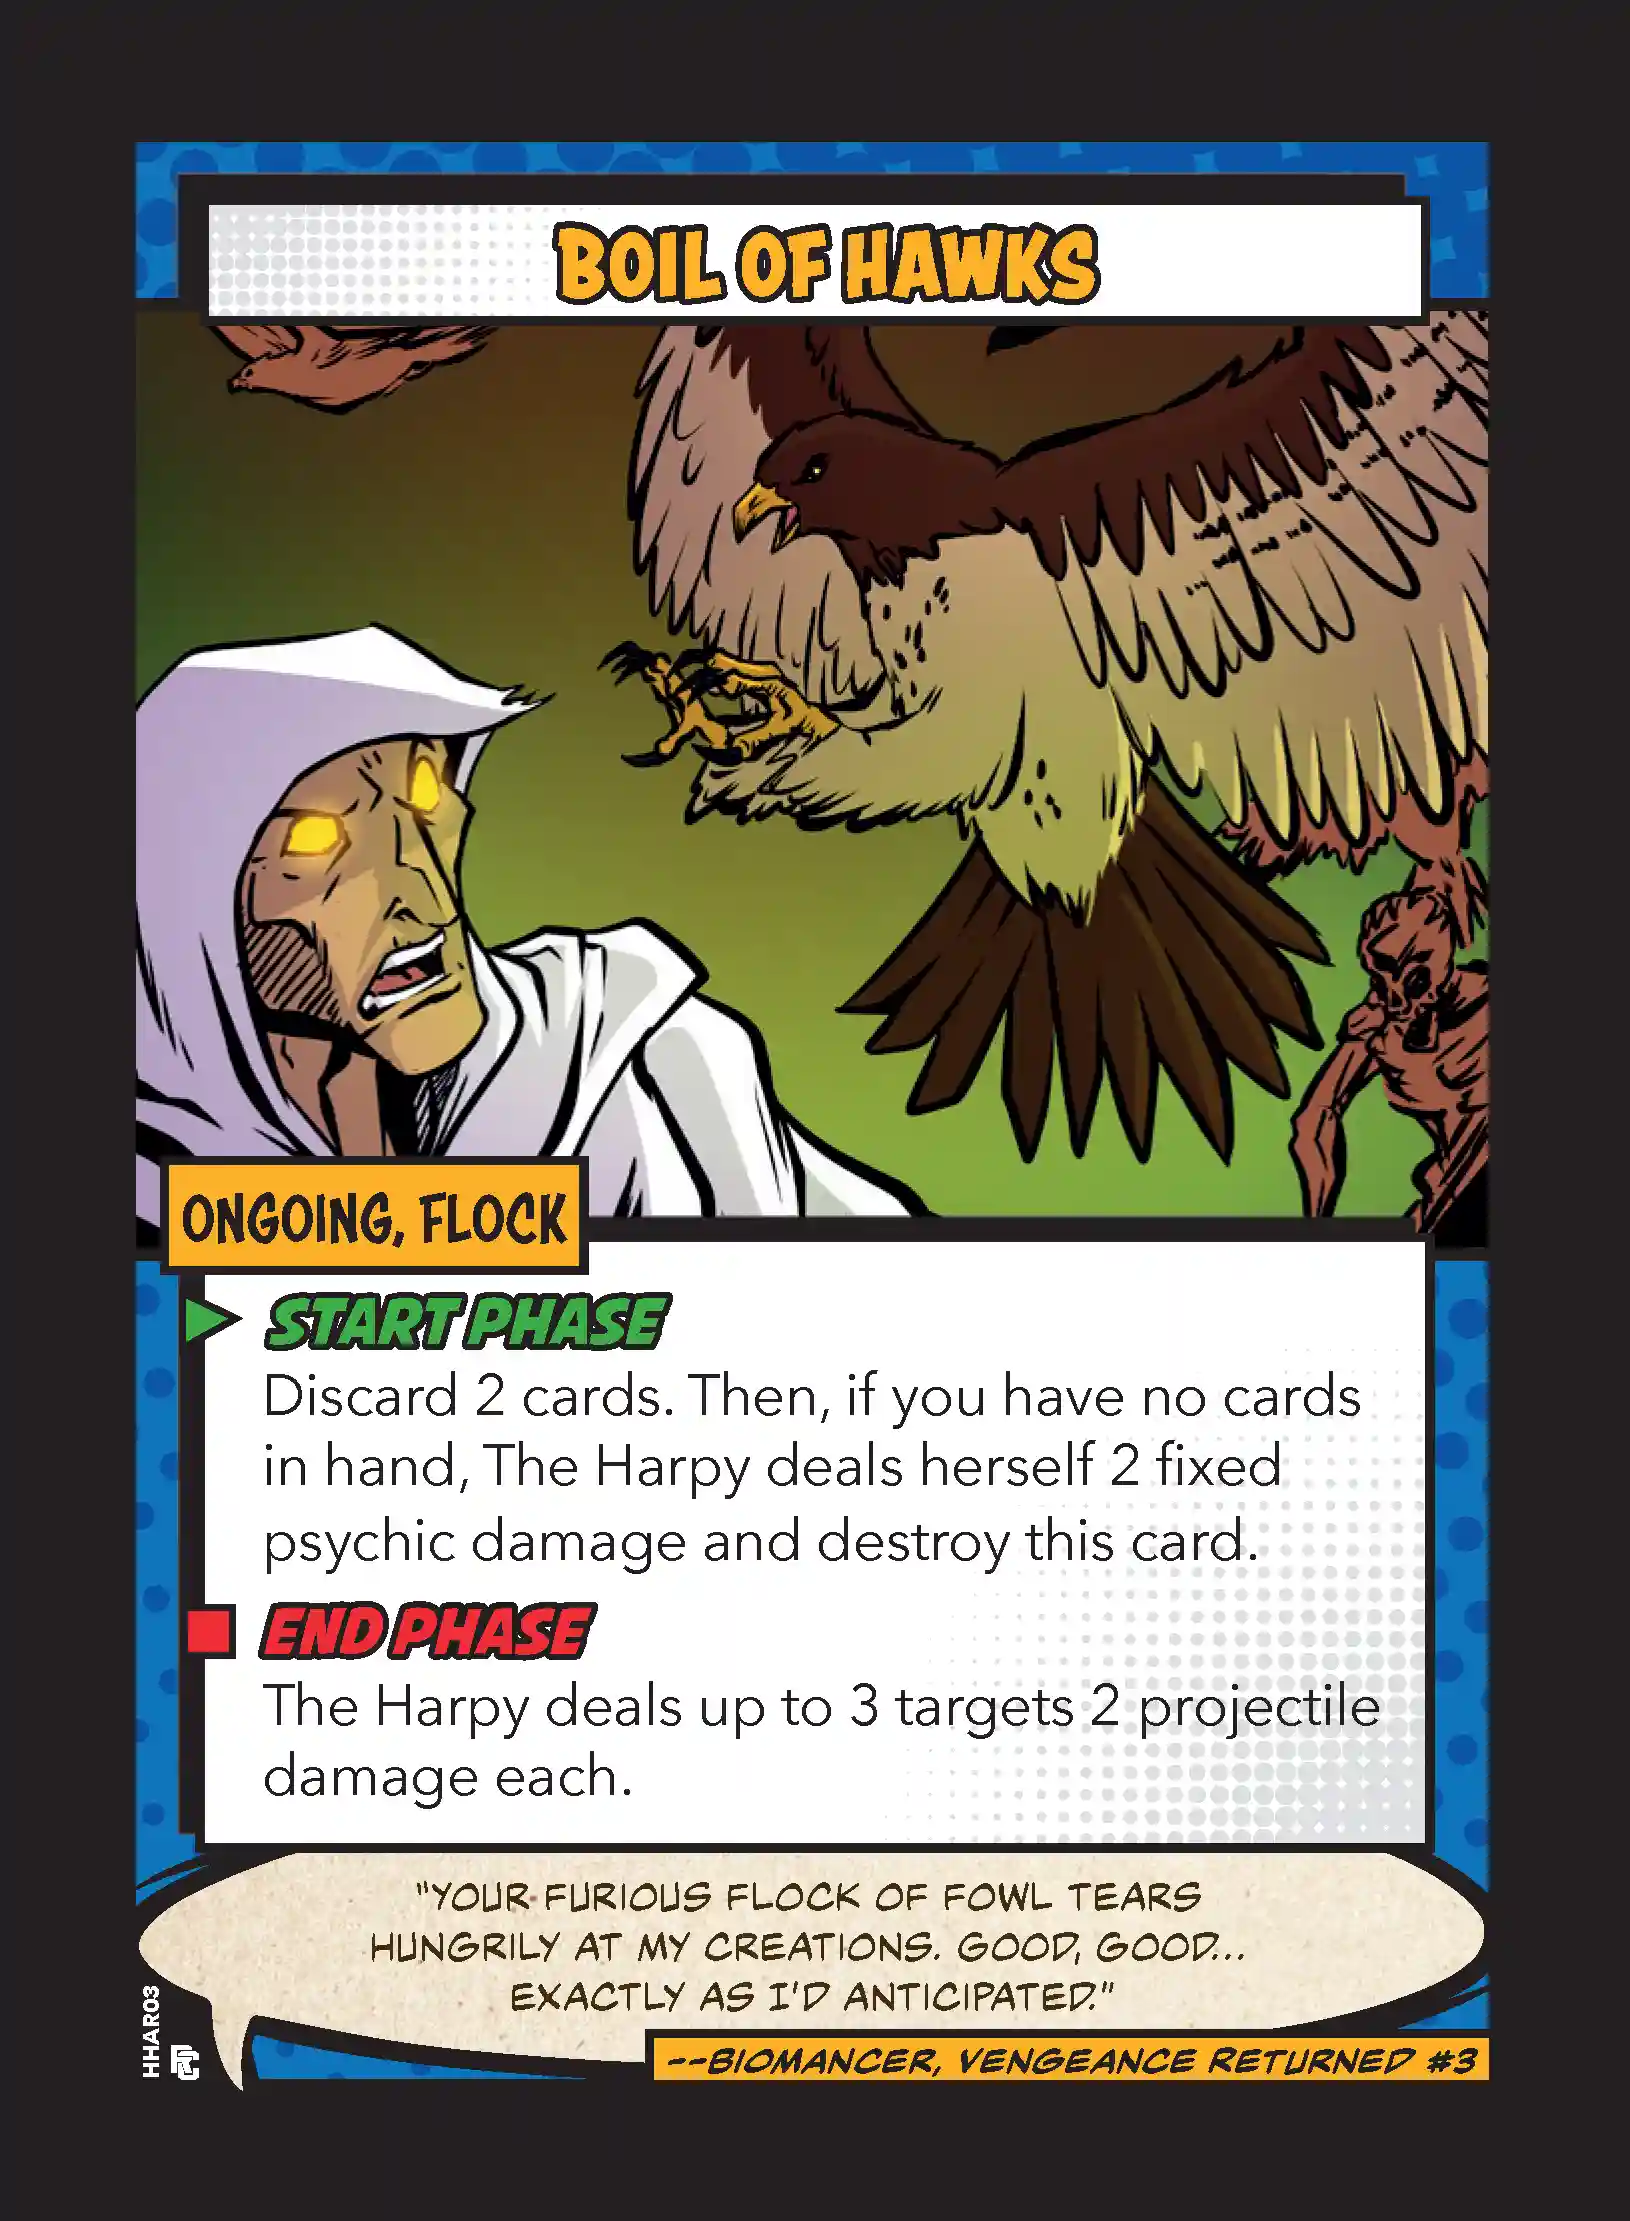 BOIL OF HAWKS
ONGOING, FLOCK
START PHASE
Discard 2 cards. Then, if you have no cards
in hand, The Harpy deals herself 2 fixed
psychic damage and destroy this card.
END PHASE
The Harpy deals up to 3 targets 2 projectile
damage each.
"YOUR FURIOUS FLOCK OF FOWL TEARS
HUNGRILY AT MY CREATIONS. GOOD, GOOD...
EXACTLY AS I'D ANTICIPATED."
--BIOMANCER, VENGEANCE RETURNED #3
HHAR03